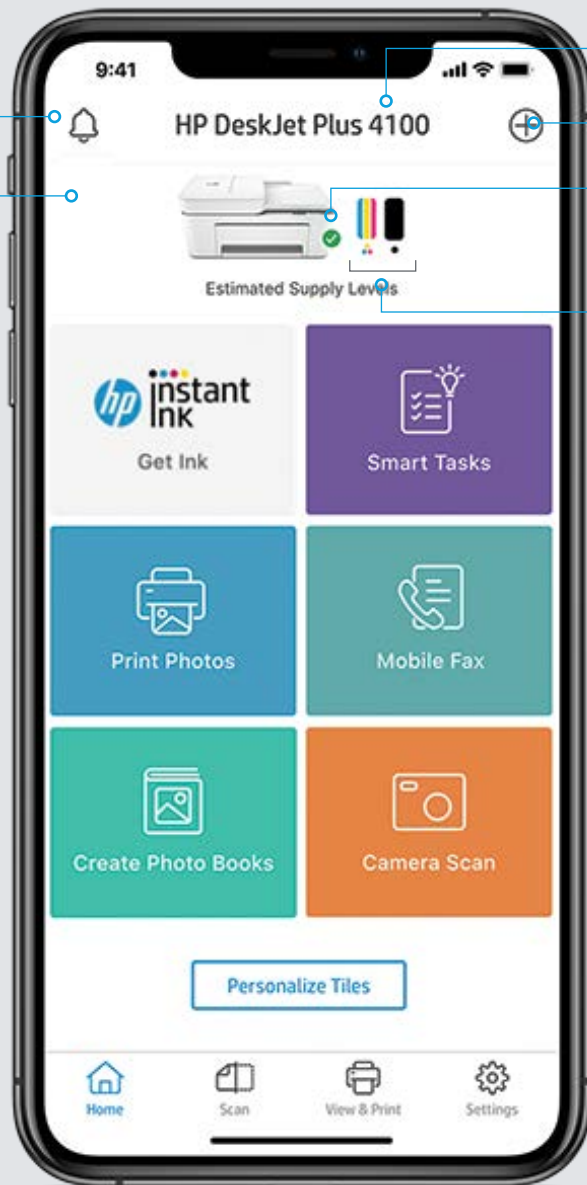 9:41
HP DeskJet Plus 4100
Estimated Supply Levels
hp instant
ink
Get Ink
Smart Tasks
Print Photos
Mobile Fax
Create Photo Books
Camera Scan
Personalize Tiles
Home
Scan
View & Print
Settings